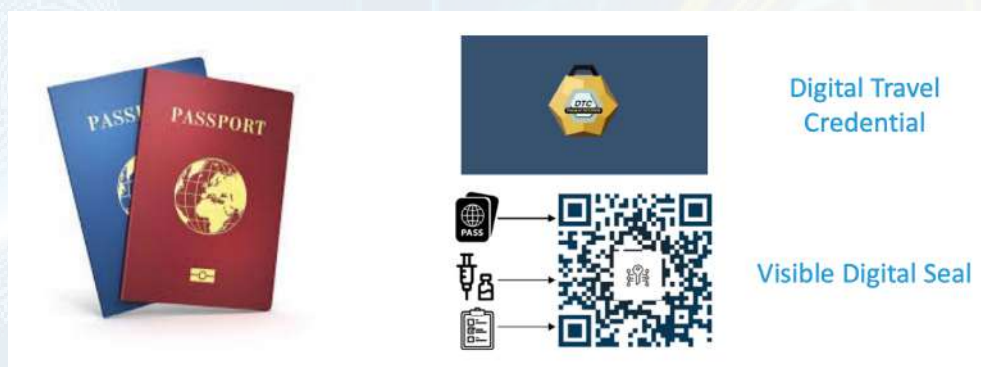 PASS
PASSPORT
DTC
Digital Travel
Credential
PASS
Visible Digital Seal